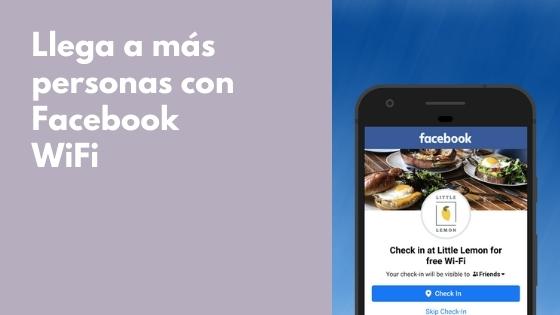 Llega a más
personas con
Facebook
WiFi
facebook
LITTLE
LEMON
Check in at Little Lemon for
free Wi-Fi
Your check-in will be visible to Friends
Check In
Skip Check-in